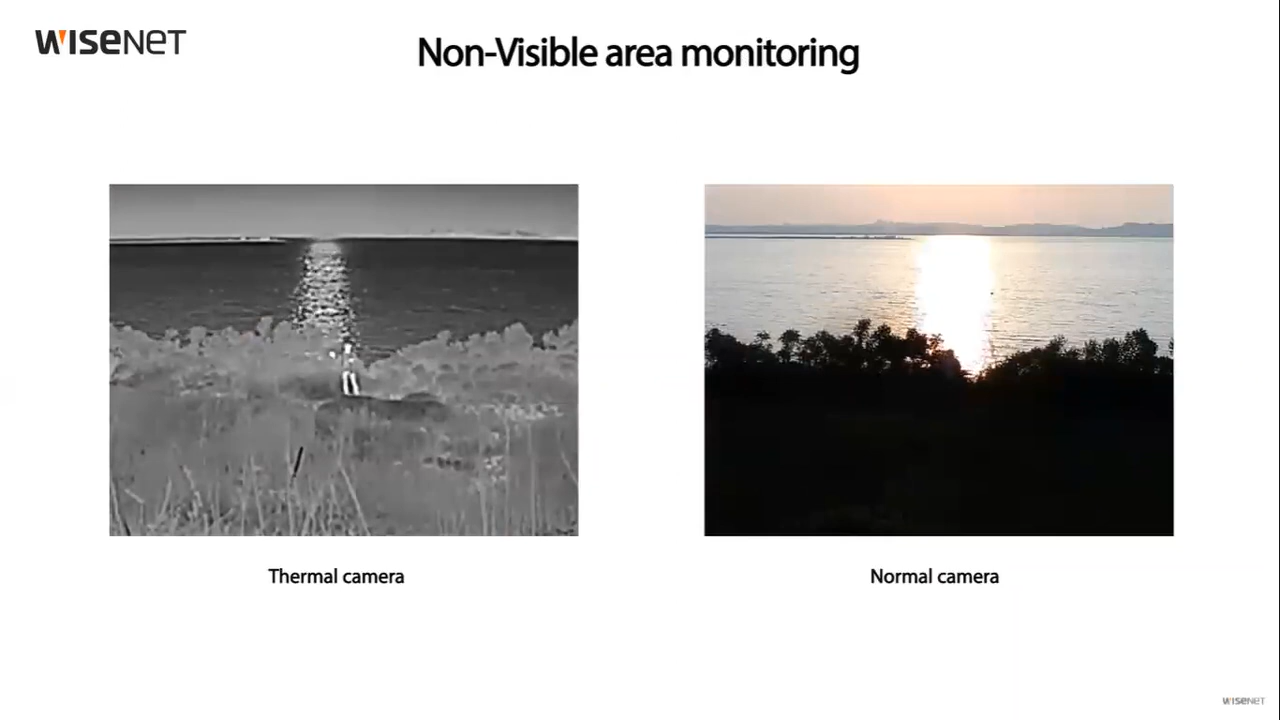 WISENET
Non-Visible area monitoring
Thermal camera
Normal camera
WISENET